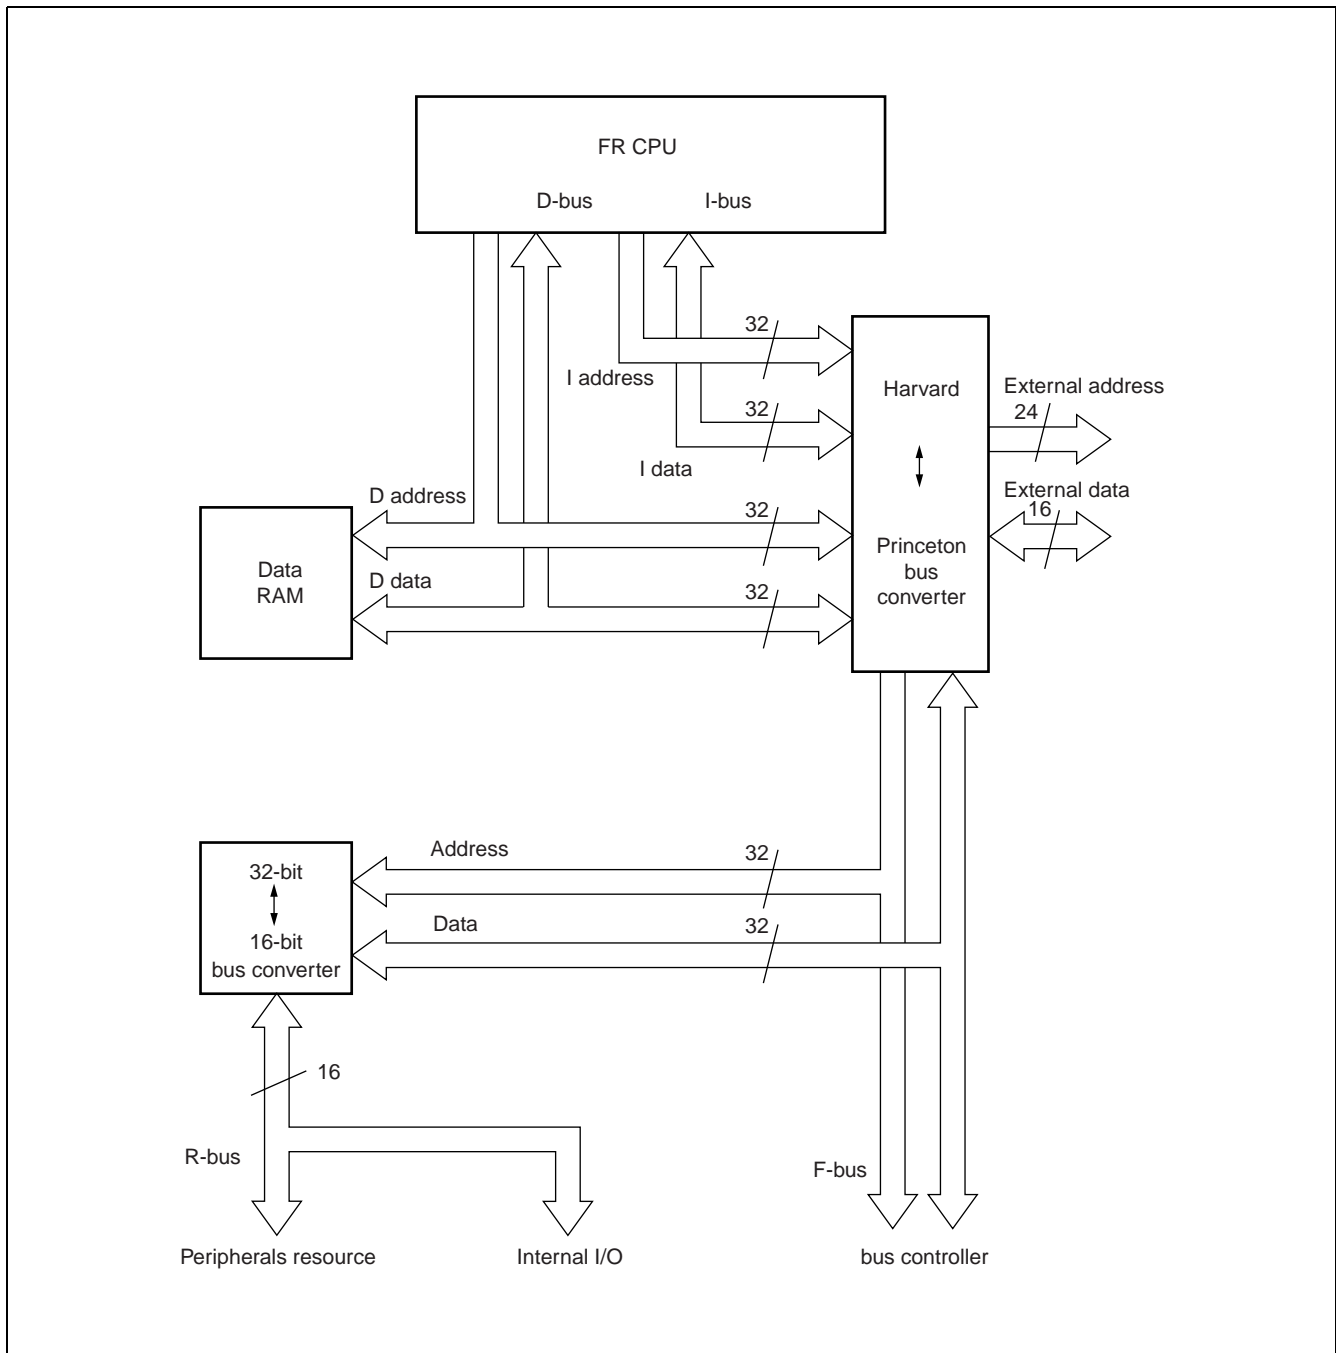 FR CPU
D-bus
I-bus
32
I address
Harvard
External address
24
32
I data
External data
16
D address
32
Data
RAM
Princeton
bus
converter
D data
32
Address
32
32-bit
Data
32
16-bit
bus converter
16
R-bus
F-bus
Peripherals resource
Internal I/O
bus controller